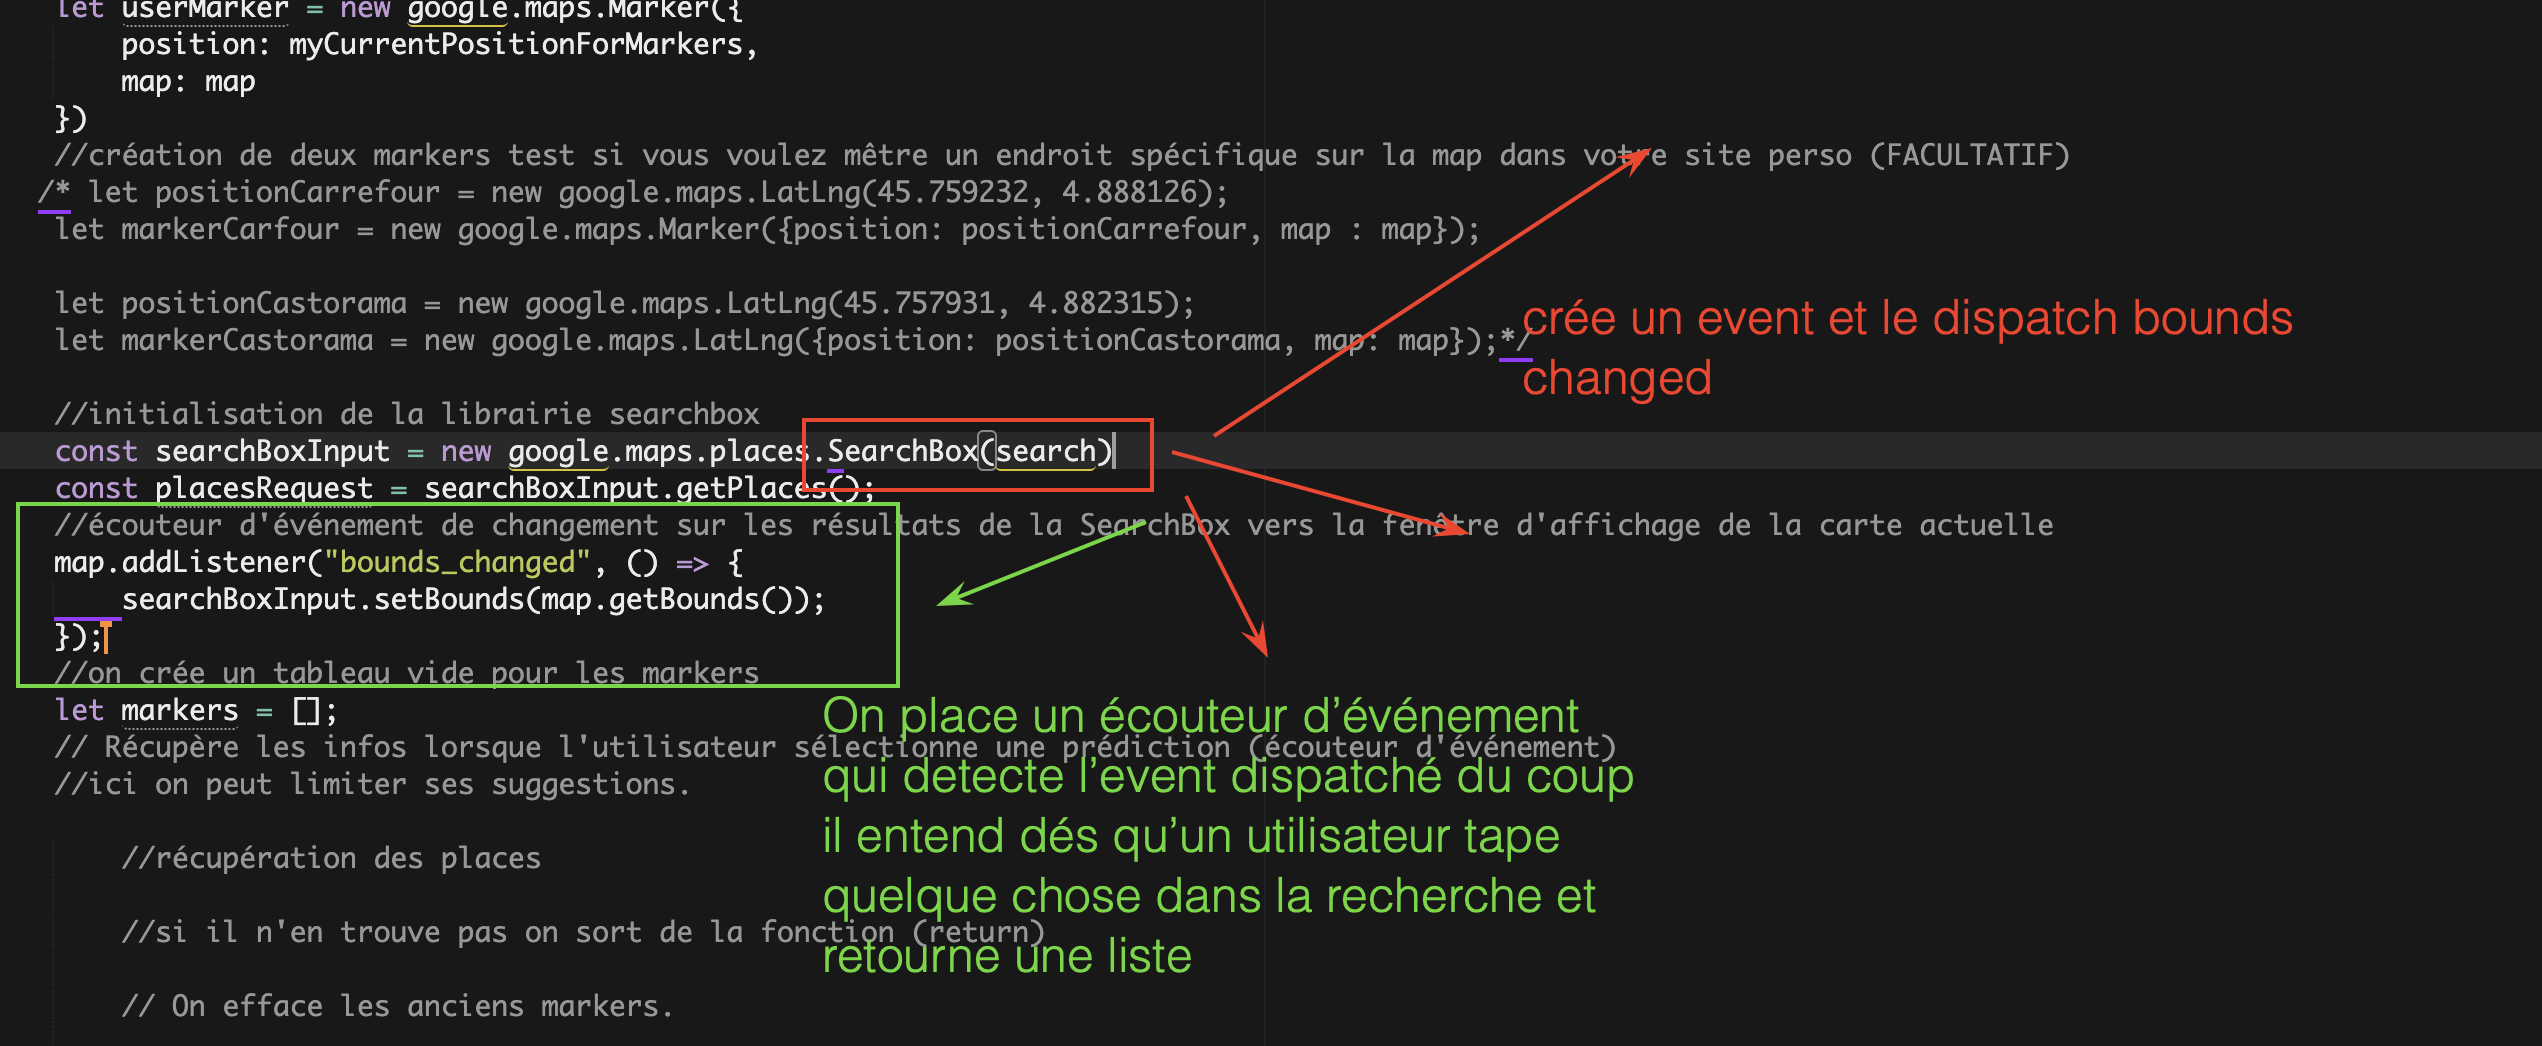 let userMarker = new google.maps.Marker({
position: myCurrentPositionForMarkers,
map: map
})
//création de deux markers test si vous voulez mêtre un endroit spécifique sur la map dans votre site perso (FACULTATIF)
/* let positionCarrefour = new google.maps.LatLng(45.759232, 4.888126);
let markerCarfour = new google.maps.Marker({position: positionCarrefour, map : map});
let positionCastorama = new google.maps.LatLng(45.757931, 4.882315);
let markerCastorama = new google.maps.LatLng({position: positionCastorama, map: map});*/
crée un event et le dispatch bounds
changed
//initialisation de la librairie searchbox
const searchBoxInput = new google.maps.places.SearchBox(search)
const placesRequest = searchBoxInput.getPlaces();
//écouteur d'événement de changement sur les résultats de la SearchBox vers la fenêtre d'affichage de la carte actuelle
map.addListener("bounds_changed", () => {
searchBoxInput.setBounds(map.getBounds());
});
//on crée un tableau vide pour les markers
let markers = [];
// Récupère les infos lorsque l'utilisateur sélectionne une prédiction (écouteur d'événement)
//ici on peut limiter ses suggestions.
//récupération des places
//si il n'en trouve pas on sort de la fonction (return)
// On efface les anciens markers.
On place un écouteur d’événement
qui detecte l’event dispatché du coup
il entend dés qu’un utilisateur tape
quelque chose dans la recherche et
retourne une liste